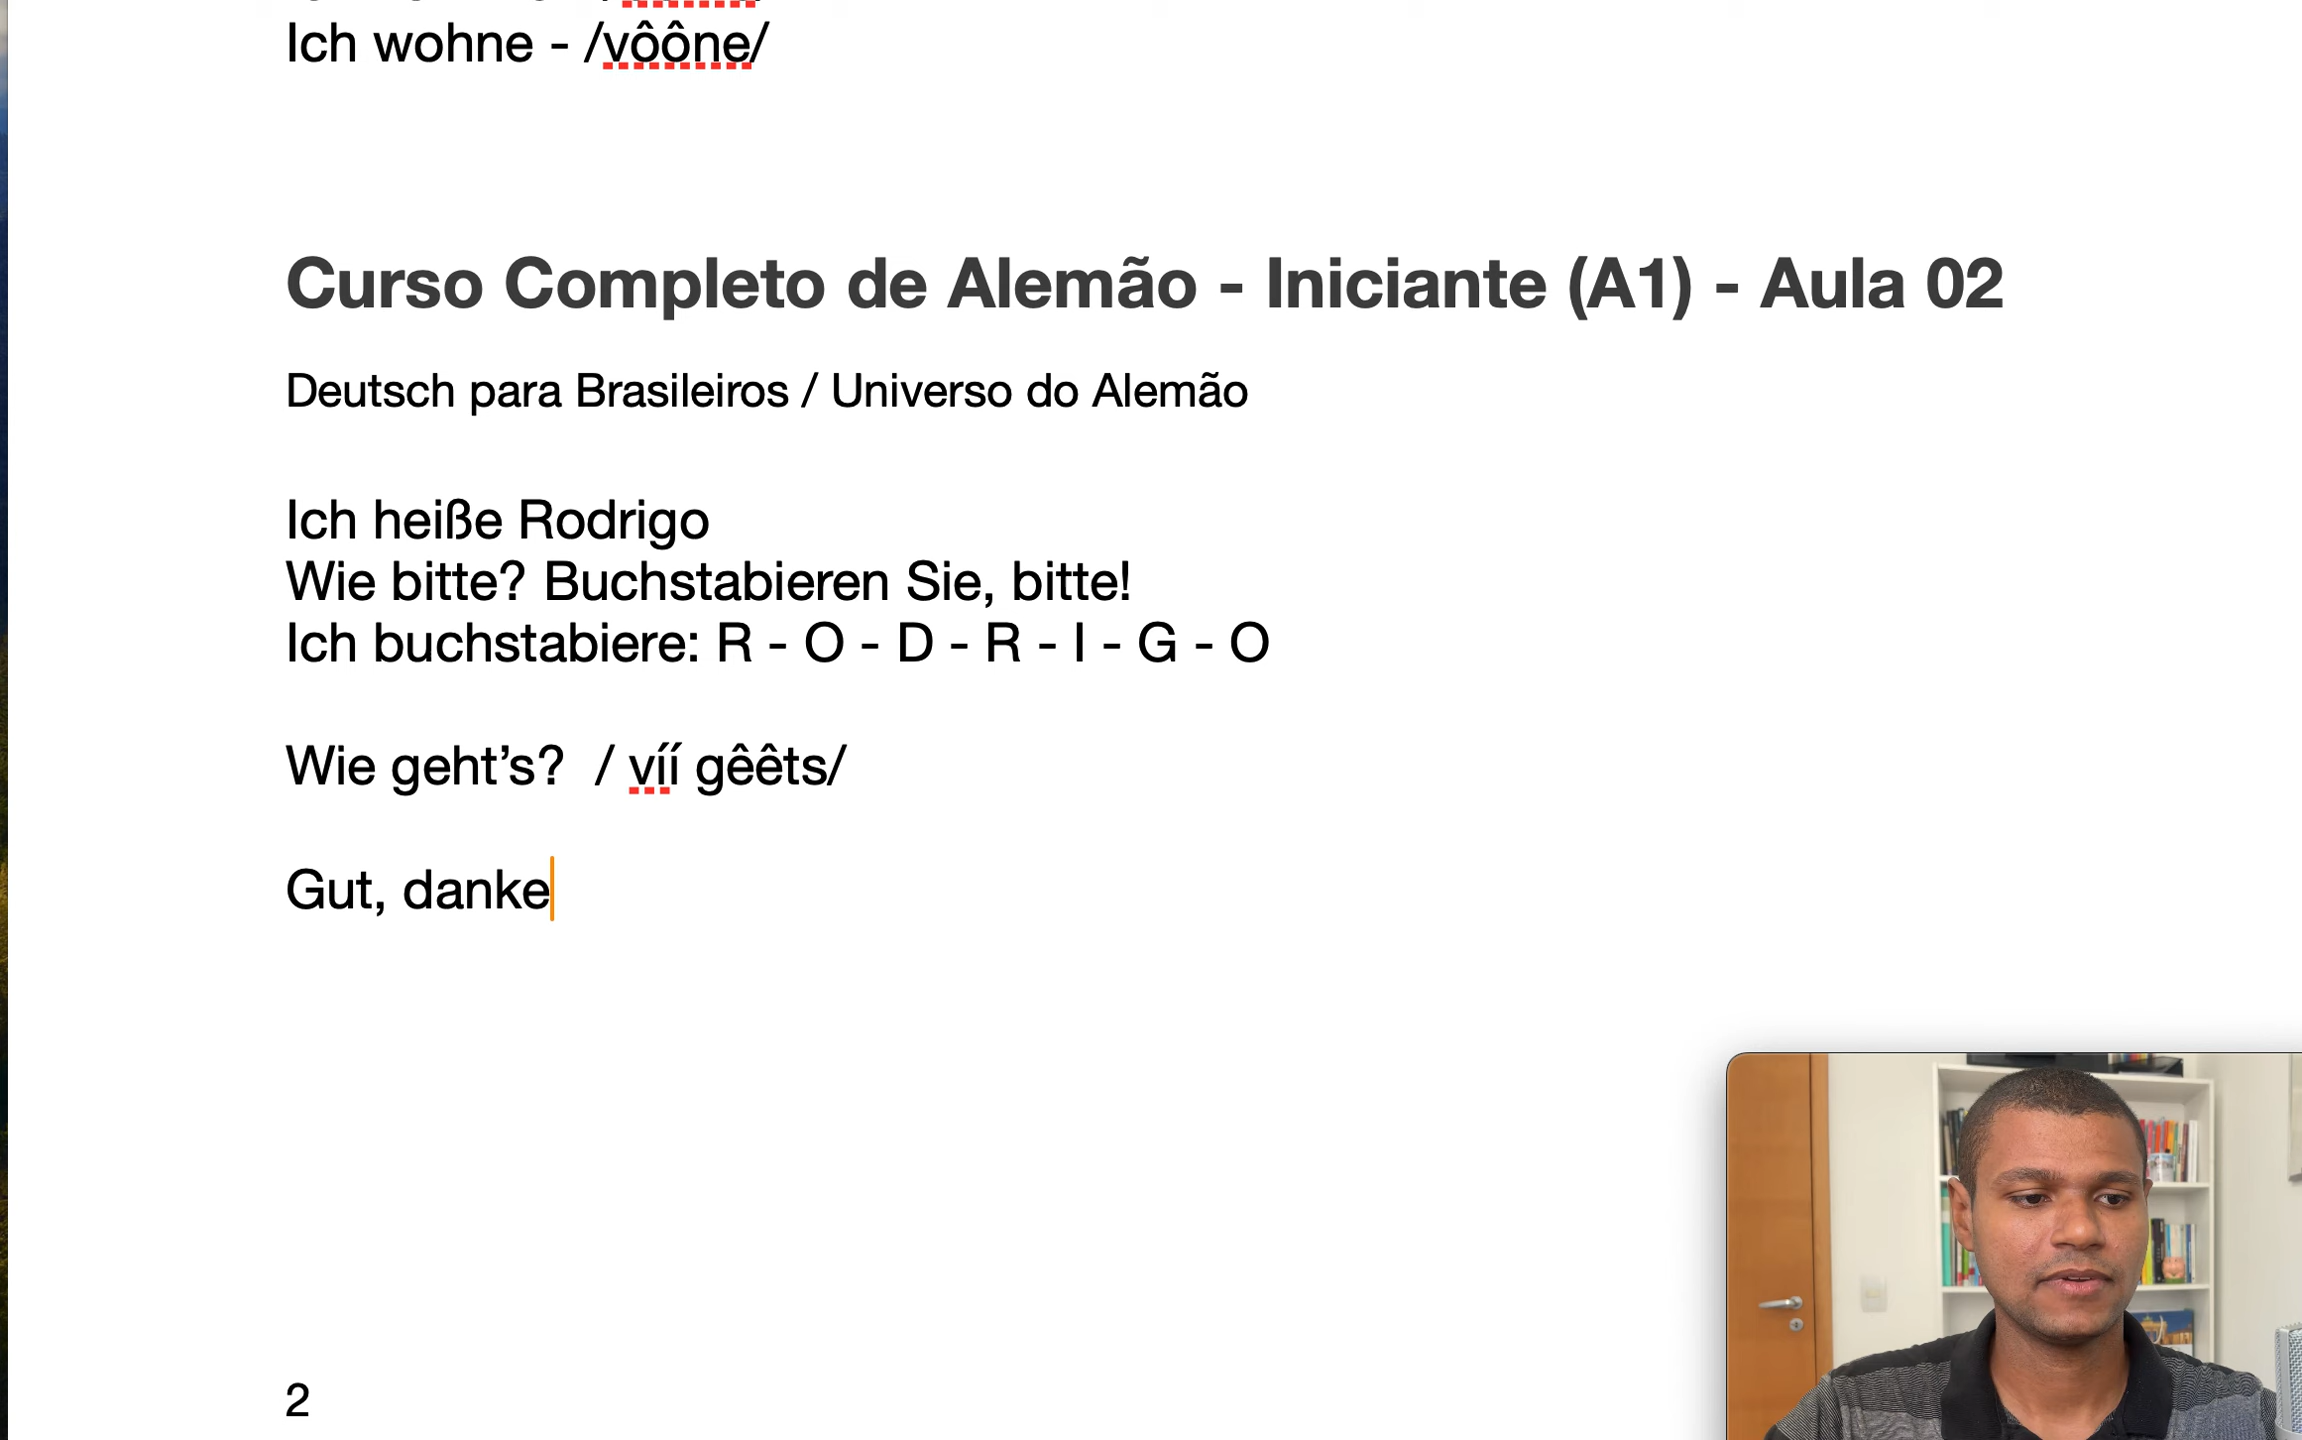 Ich wohne - /vôône/
Curso Completo de Alemão - Iniciante (A1) - Aula 02
Deutsch para Brasileiros / Universo do Alemão
Ich heiße Rodrigo
Wie bitte? Buchstabieren Sie, bitte!
Ich buchstabiere: R - O - D - R - I - G - O
Wie geht’s?  / víí gêêts/
Gut, danke
2